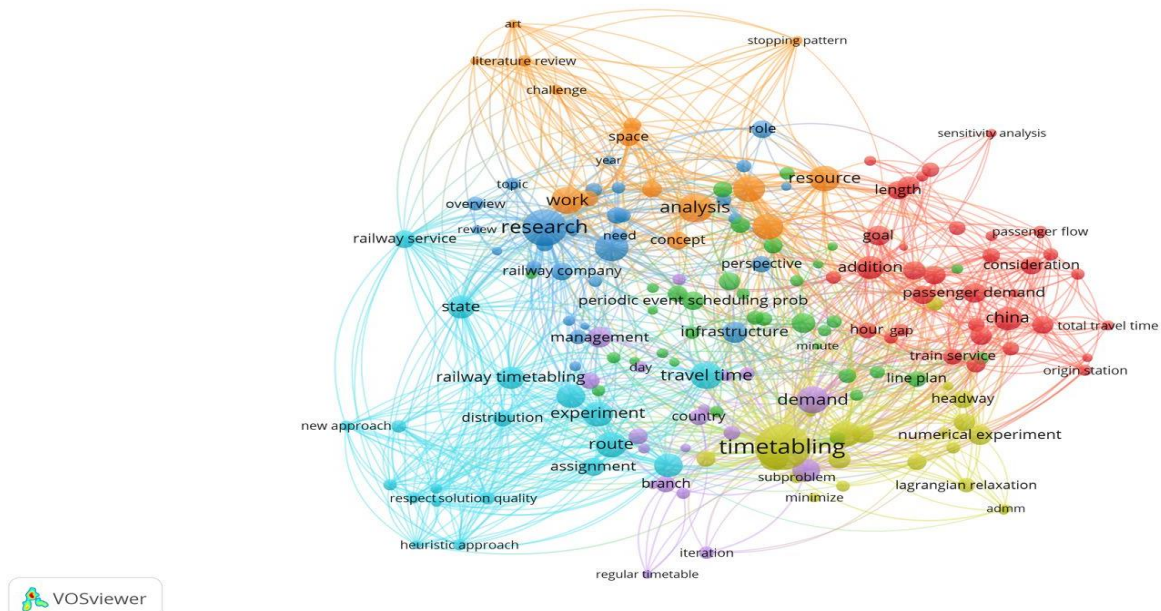 art
stopping pattern
literature review
challenge
role
space
sensitivity analysis
year
topic
resource
length
work
overview
analysis
research
review
need
goal
passenger flow
railway service
concept
railway company
perspective
addition
consideration
periodic event scheduling prob
passenger demand
state
management
infrastructure
hour
gap
china
total travel time
minute
train service
day
origin station
railway timetabling
travel time
line plan
distribution
experiment
country
demand
headway
new approach
route
timetabling
numerical experiment
assignment
branch
subproblem
lagrangian relaxation
respect
solution quality
minimize
admm
heuristic approach
iteration
regular timetable
VOSviewer